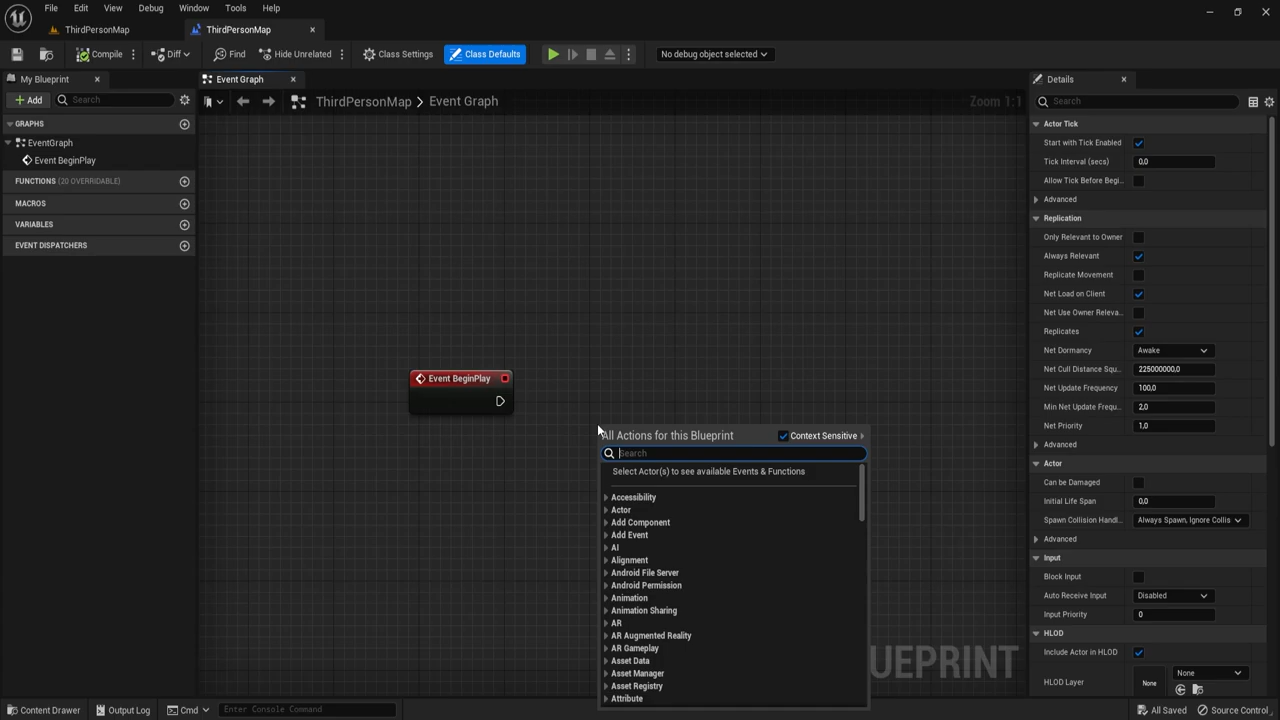 File Edit View Debug Window Tools Help
ThirdPersonMap ThirdPersonMap
Compile Diff Find Hide Unrelated Class Settings Class Defaults No debug object selected
My Blueprint Event Graph Details
Add Search ThirdPersonMap > Event Graph Zoom 1:1 Search
GRAPHS
EventGraph
Event BeginPlay
FUNCTIONS (20 OVERRIDABLE)
MACROS
VARIABLES
EVENT DISPATCHERS
Event BeginPlay
All Actions for this Blueprint Context Sensitive
Search
Select Actor(s) to see available Events & Functions
Accessibility
Actor
Add Component
Add Event
AI
Alignment
Android File Server
Android Permission
Animation
Animation Sharing
AR
AR Augmented Reality
AR Gameplay
Asset Data
Asset Manager
Asset Registry
Attribute
UEPRINT
Actor Tick
Start with Tick Enabled
Tick Interval (secs) 0,0
Allow Tick Before Begi...
Advanced
Replication
Only Relevant to Owner
Always Relevant
Replicate Movement
Net Load on Client
Net Use Owner Releva...
Replicates
Net Dormancy Awake
Net Cull Distance Squ... 225000000,0
Net Update Frequency 100,0
Min Net Update Frequ... 2,0
Net Priority 1,0
Advanced
Actor
Can be Damaged
Initial Life Span 0,0
Spawn Collision Handl... Always Spawn, Ignore Collis
Advanced
Input
Block Input
Auto Receive Input Disabled
Input Priority 0
HLOD
Include Actor in HLOD
HLOD Layer None None
Content Drawer Output Log Cmd Enter Console Command All Saved Source Control